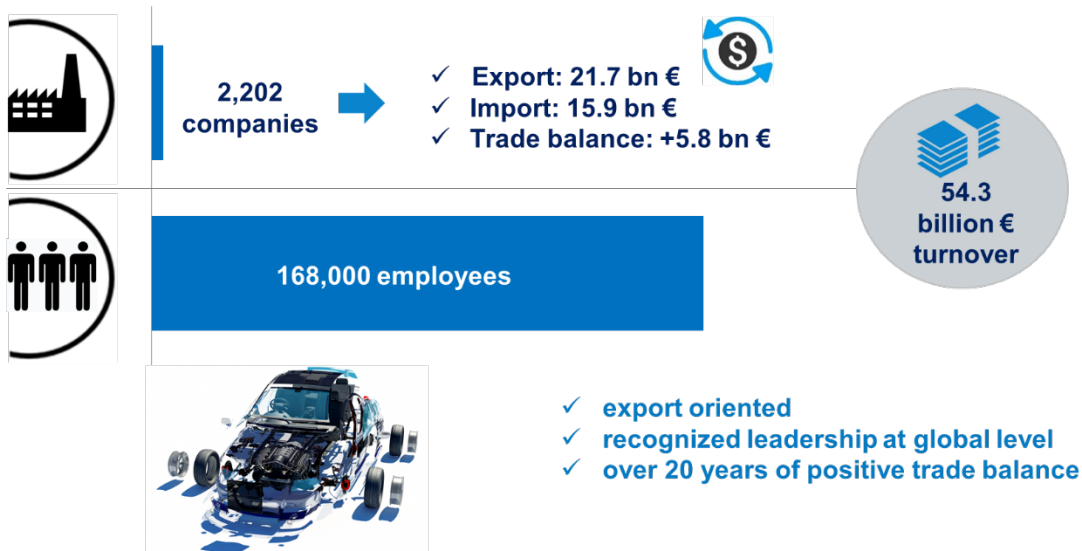 2,202
companies
✓ Export: 21.7 bn €
✓ Import: 15.9 bn €
✓ Trade balance: +5.8 bn €
$
54.3
billion €
turnover
168,000 employees
✓ export oriented
✓ recognized leadership at global level
✓ over 20 years of positive trade balance